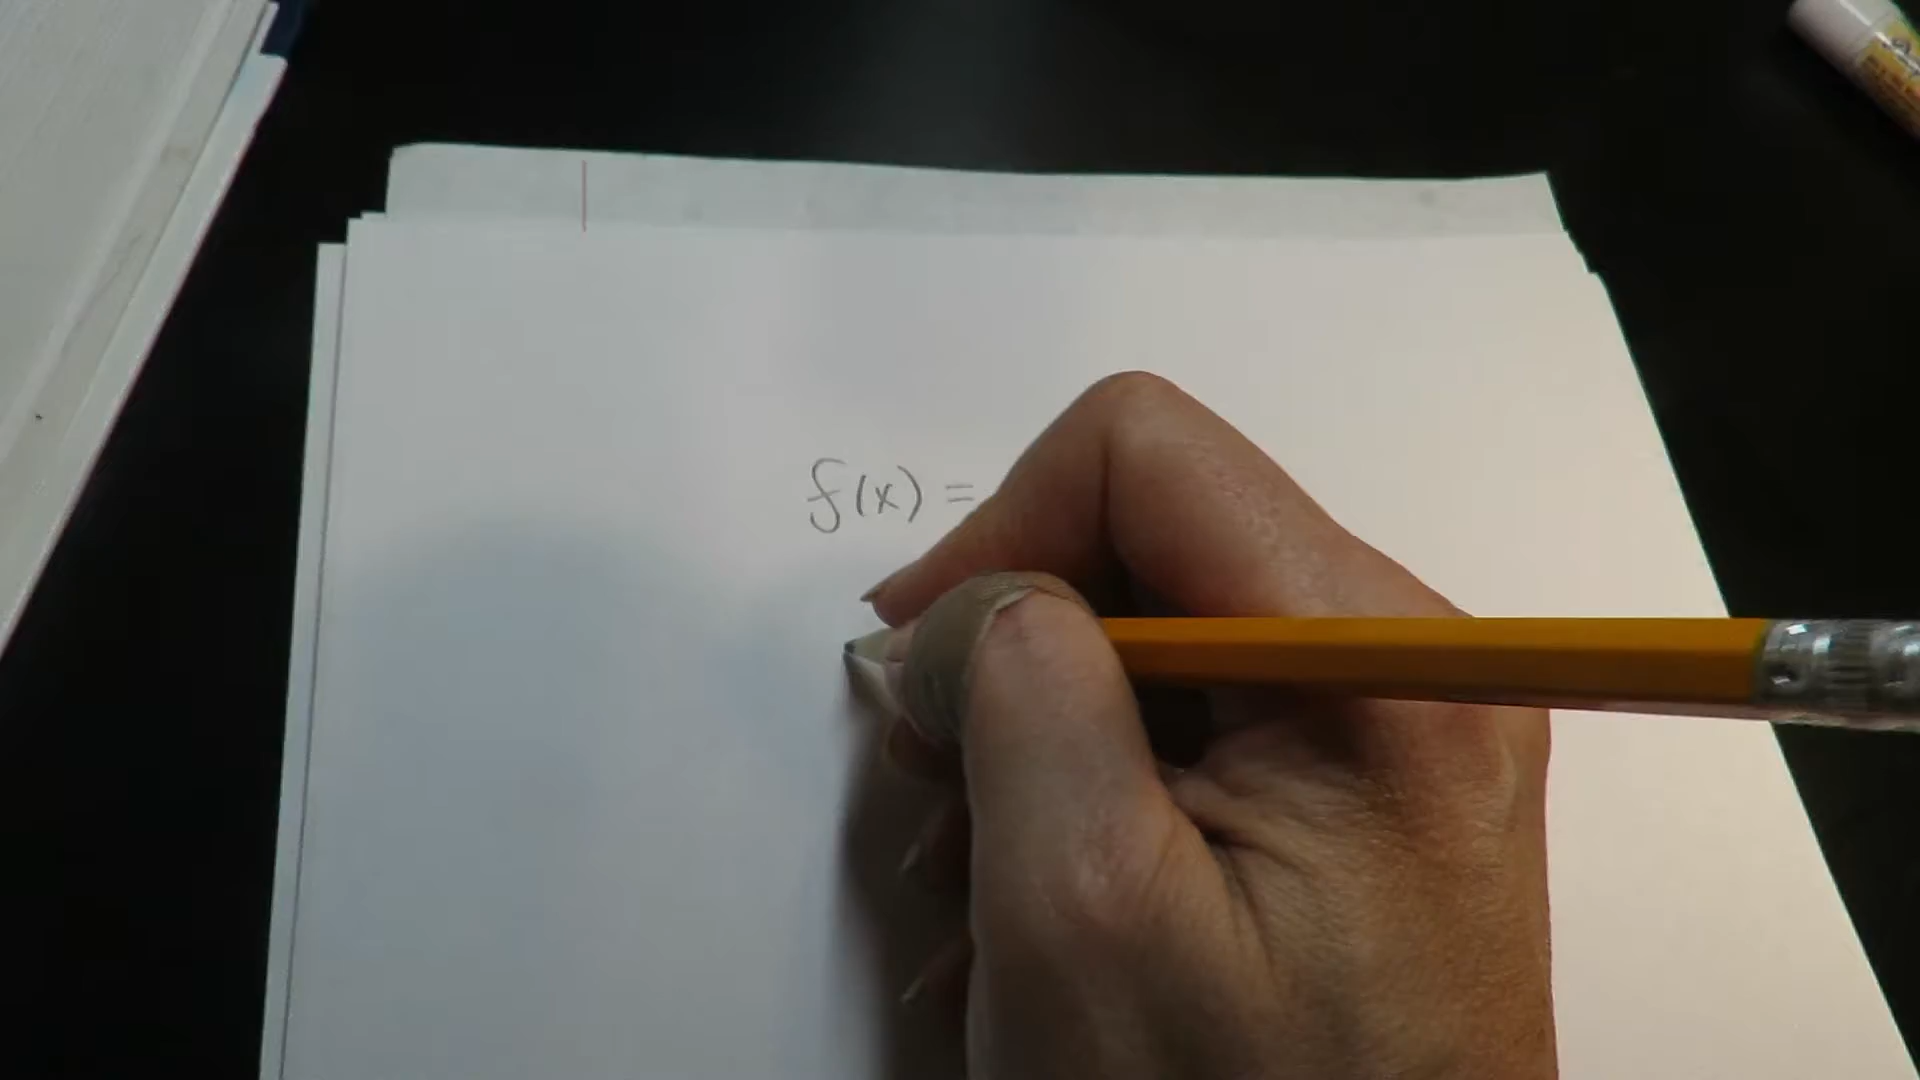 f(x) =